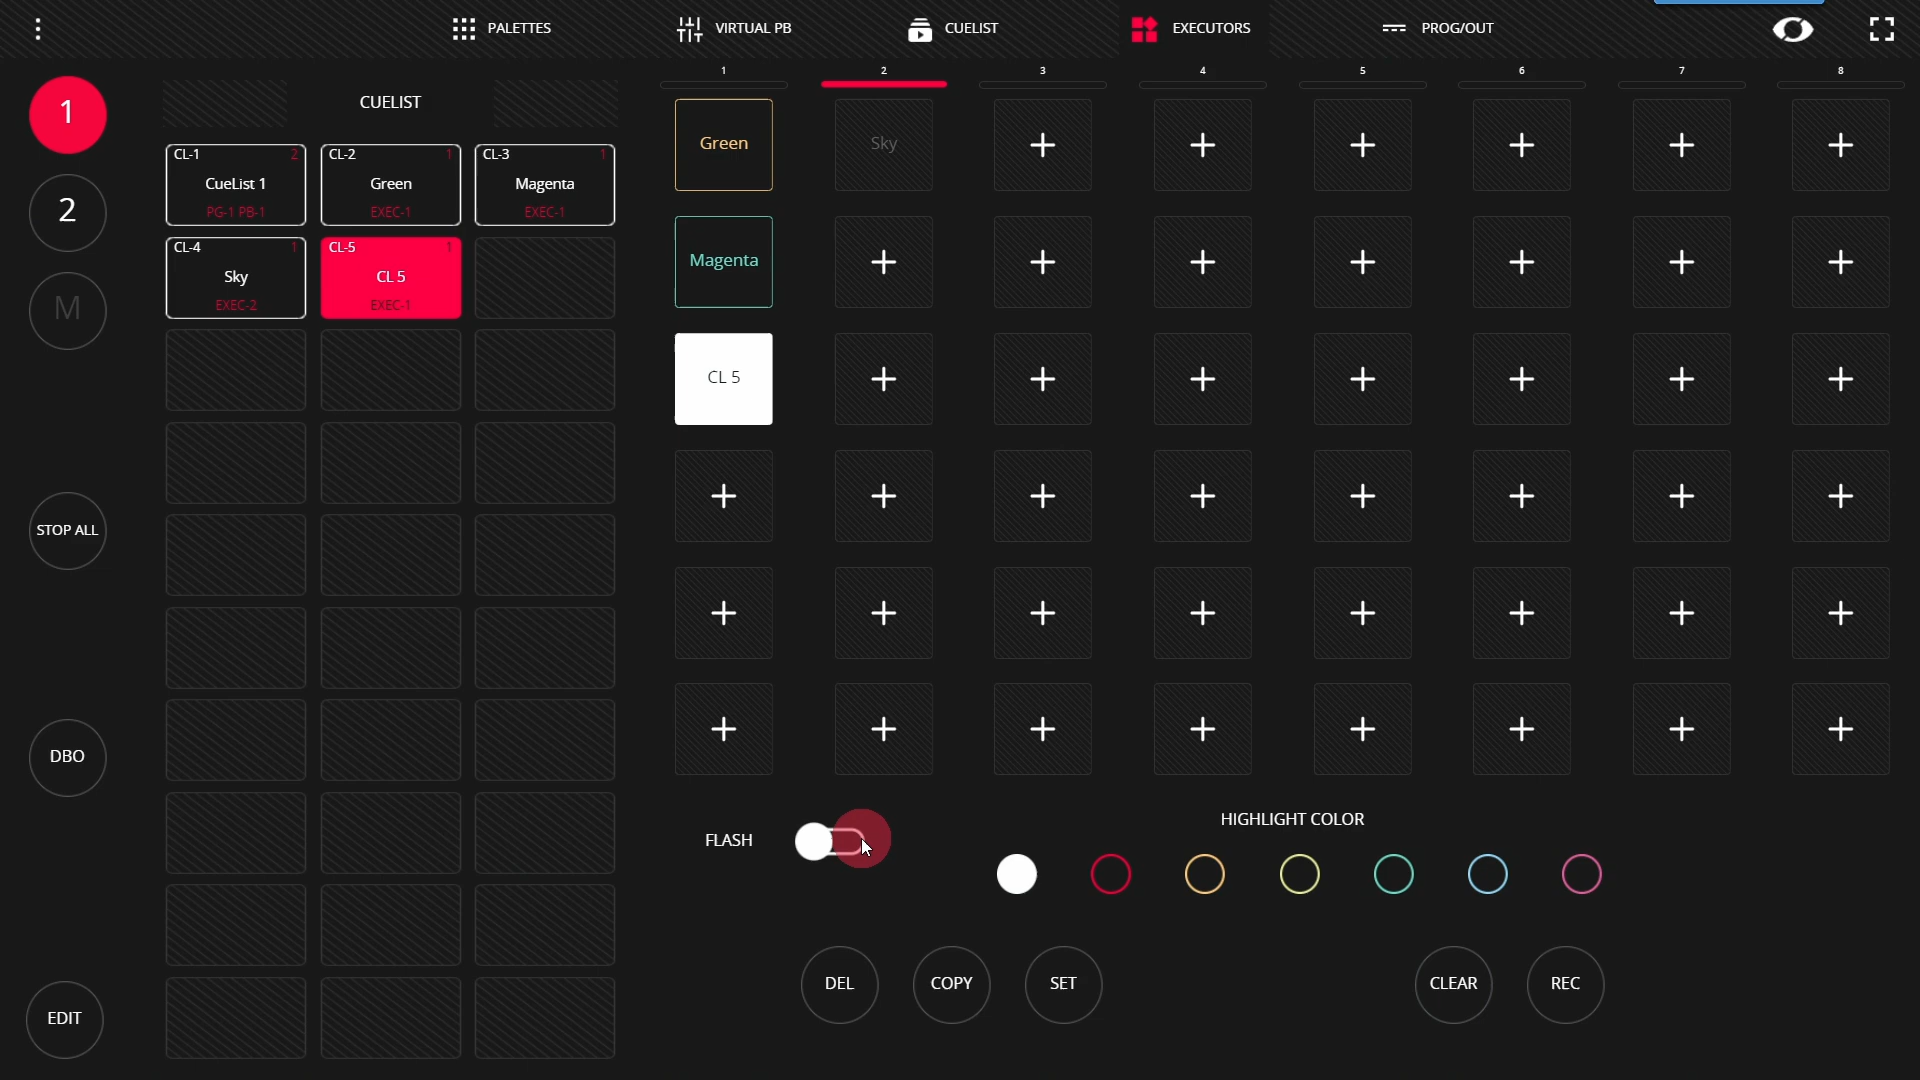 PALETTES
VIRTUAL PB
CUELIST
EXECUTORS
PROG/OUT
1 2 3 4 5 6 7 8
1
2
M
STOP ALL
DBO
EDIT
CUELIST
CL-1 2
CueList 1
PG-1 PB-1
CL-2 1
Green
EXEC-1
CL-3 1
Magenta
EXEC-1
CL-4 1
Sky
EXEC-2
CL-5 1
CL 5
EXEC-1
Green
Sky
Magenta
CL 5
FLASH
HIGHLIGHT COLOR
DEL
COPY
SET
CLEAR
REC